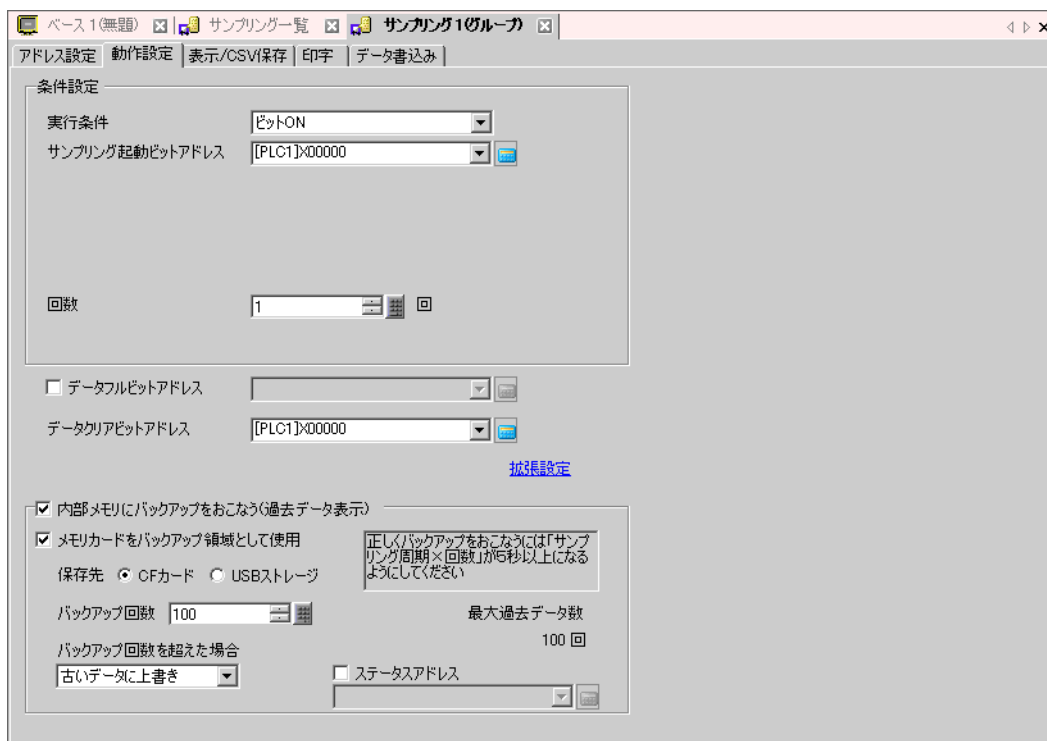 ベース 1(無題) サンプリング一覧 サンプリング 1(グループ)
アドレス設定 動作設定 表示/CSV保存 印字 データ書込み
条件設定
実行条件 ビットON
サンプリング起動ビットアドレス [PLC1]X00000
回数 1 回
データフルビットアドレス
データクリアビットアドレス [PLC1]X00000
拡張設定
内部メモリにバックアップをおこなう(過去データ表示)
メモリカードをバックアップ領域として使用
正しくバックアップをおこなうには「サンプ
リング周期×回数」が5秒以上になる
ようにしてください
保存先 CFカード USBストレージ
バックアップ回数 100
最大過去データ数
100 回
バックアップ回数を超えた場合
古いデータに上書き
ステータスアドレス